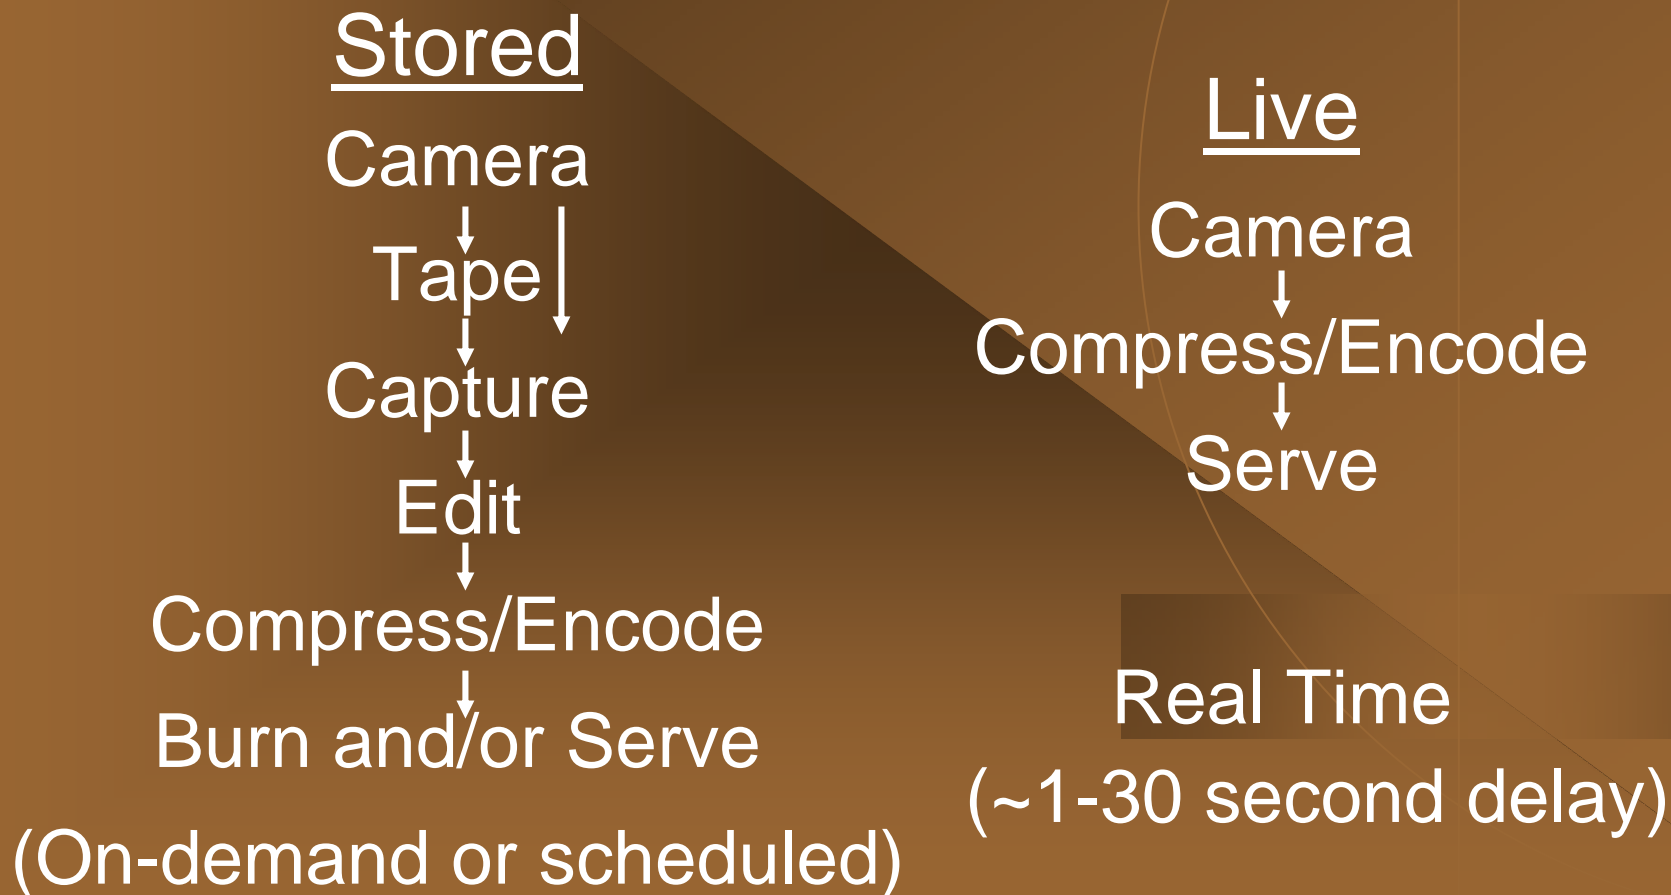 Stored
Camera
Tape
Capture
Edit
Compress/Encode
Burn and/or Serve
(On-demand or scheduled)
Live
Camera
Compress/Encode
Serve
Real Time
(~1-30 second delay)